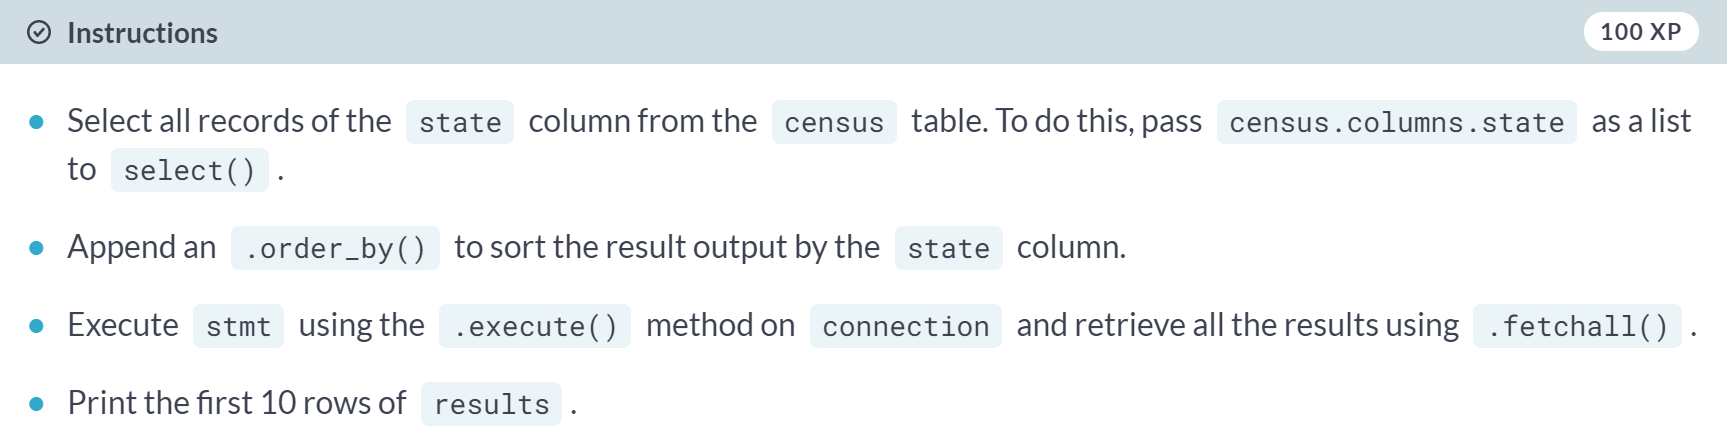 Instructions 100 XP
Select all records of the state column from the census table. To do this, pass census.columns.state as a list
to select() .
Append an .order_by() to sort the result output by the state column.
Execute stmt using the .execute() method on connection and retrieve all the results using .fetchall() .
Print the first 10 rows of results .